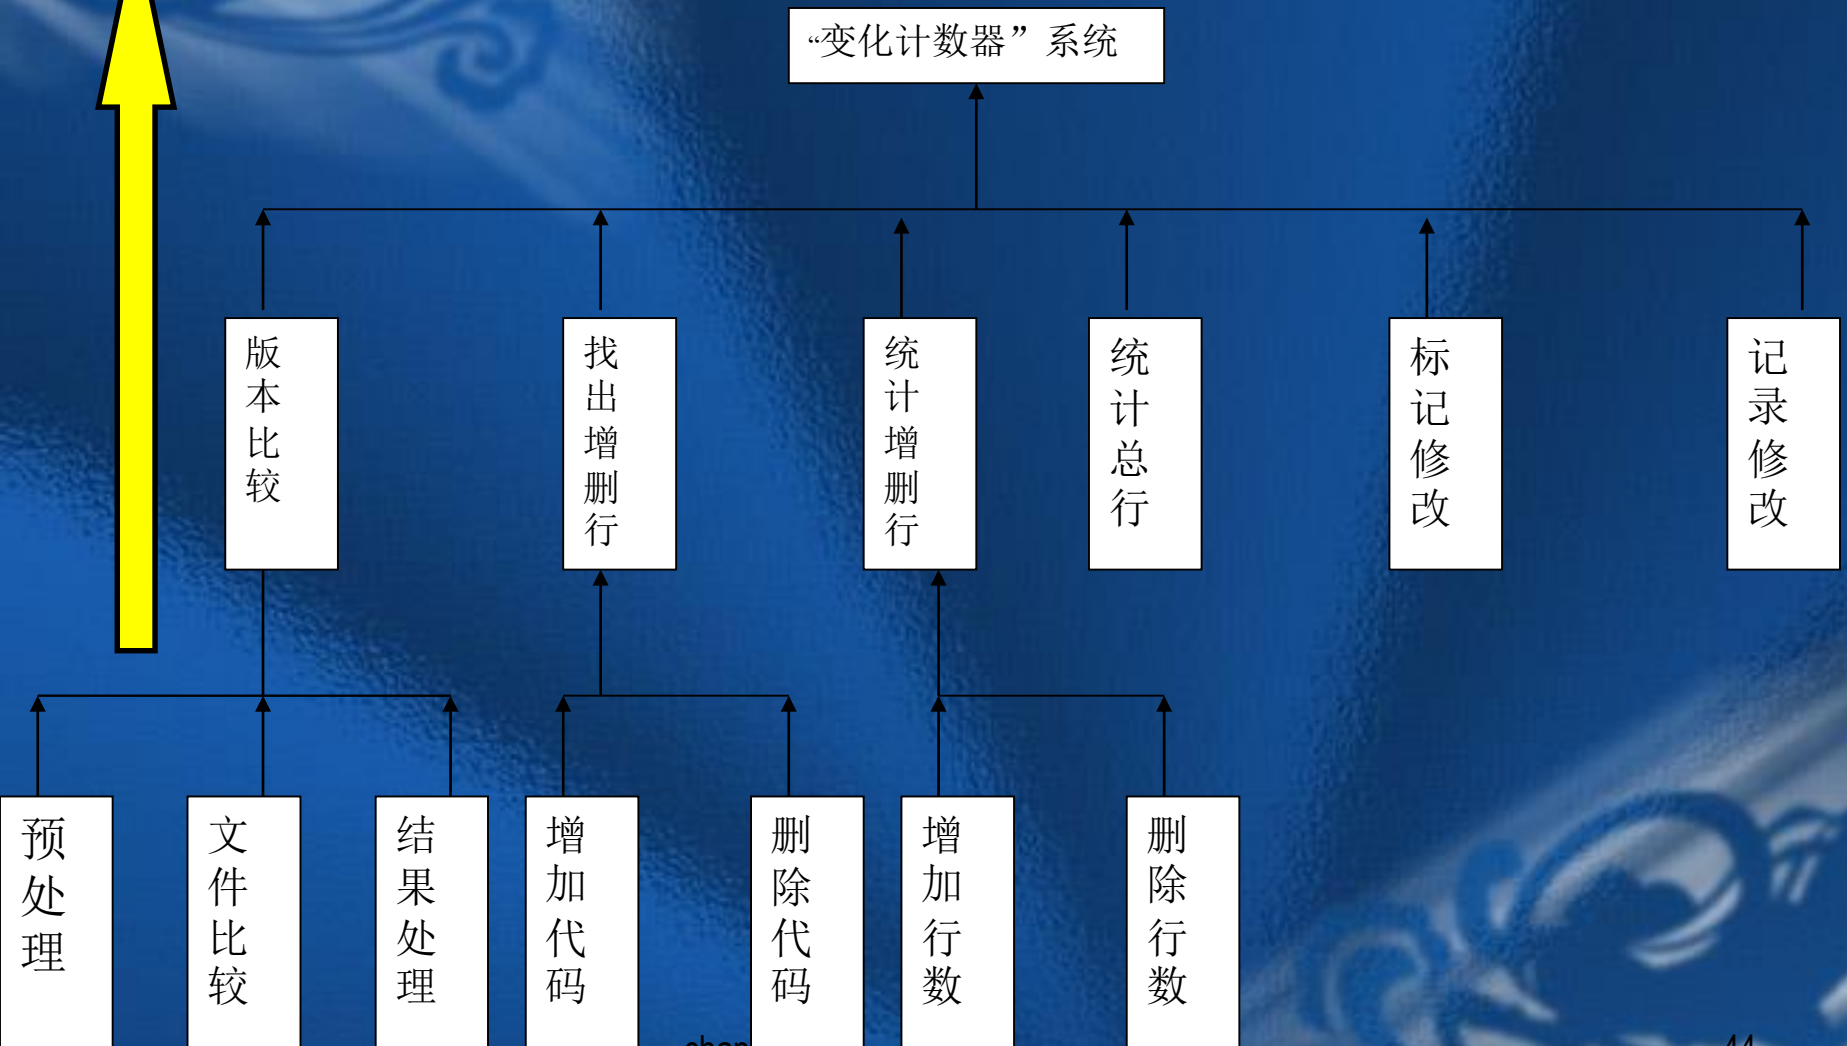 “变化计数器”系统
版本比较
找出增删行
统计增删行
统计总行
标记修改
记录修改
预处理
文件比较
结果处理
增加代码
删除代码
增加行数
删除行数
chap
44